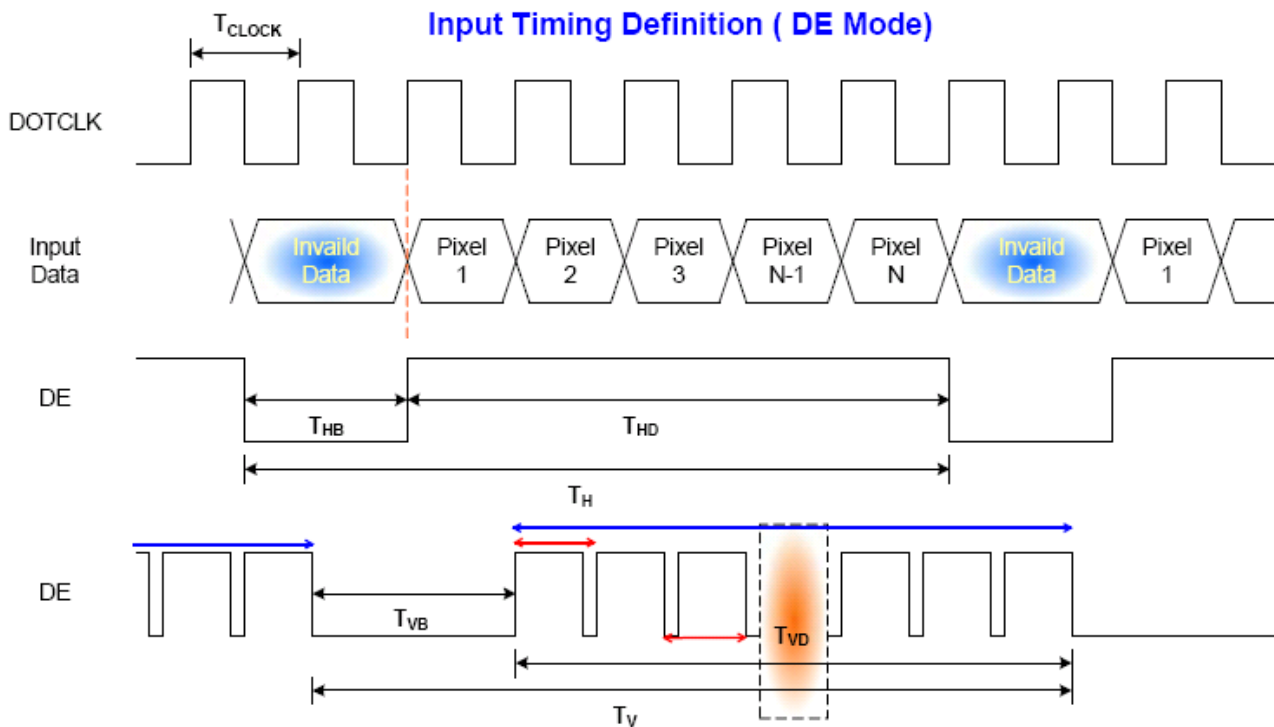 Input Timing Definition ( DE Mode)
TCLOCK
DOTCLK
Input
Data
Invaild
Data
Pixel
1
Pixel
2
Pixel
3
Pixel
N-1
Pixel
N
Invaild
Data
Pixel
1
DE
THB
THD
TH
DE
TVB
TVD
TV